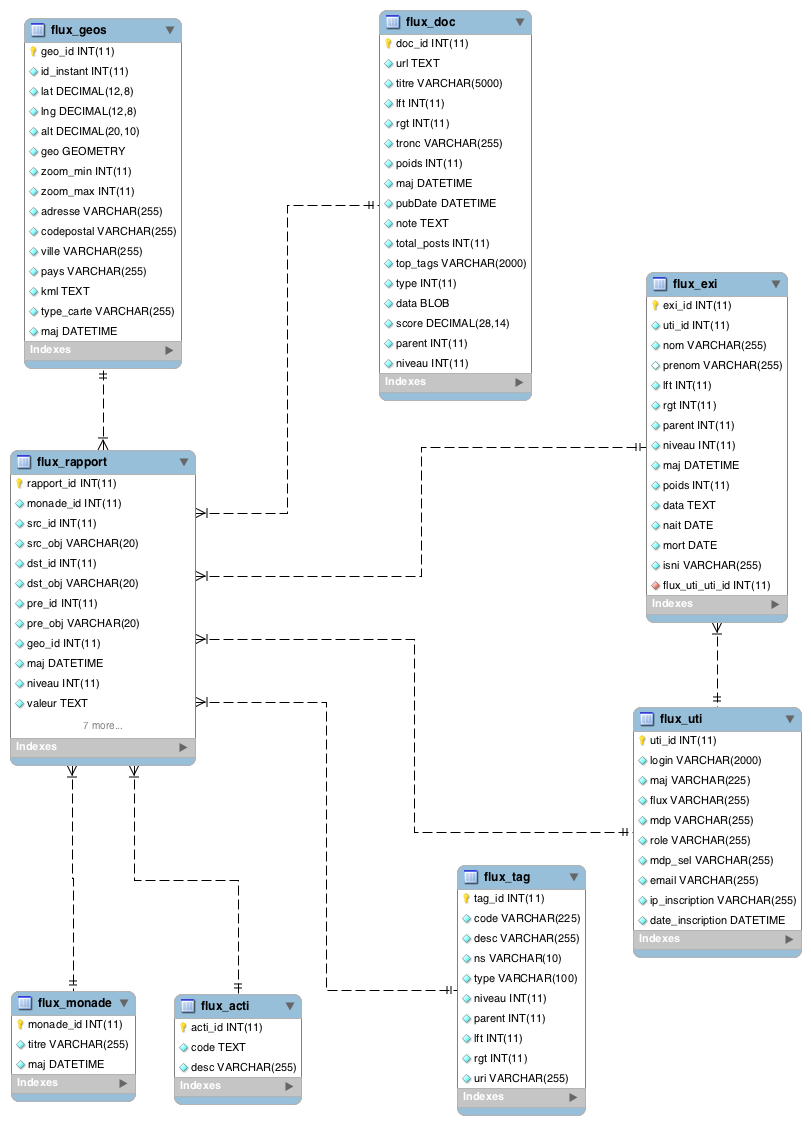 flux_geos
geo_id INT(11)
id_instant INT(11)
lat DECIMAL(12,8)
lng DECIMAL(12,8)
alt DECIMAL(20,10)
geo GEOMETRY
zoom_min INT(11)
zoom_max INT(11)
adresse VARCHAR(255)
codepostal VARCHAR(255)
ville VARCHAR(255)
pays VARCHAR(255)
kml TEXT
type_carte VARCHAR(255)
maj DATETIME
Indexes
flux_doc
doc_id INT(11)
url TEXT
titre VARCHAR(5000)
lft INT(11)
rgt INT(11)
tronc VARCHAR(255)
poids INT(11)
maj DATETIME
pubDate DATETIME
note TEXT
total_posts INT(11)
top_tags VARCHAR(2000)
type INT(11)
data BLOB
score DECIMAL(28,14)
parent INT(11)
niveau INT(11)
Indexes
flux_exi
exi_id INT(11)
uti_id INT(11)
nom VARCHAR(255)
prenom VARCHAR(255)
lft INT(11)
rgt INT(11)
parent INT(11)
niveau INT(11)
maj DATETIME
poids INT(11)
data TEXT
nait DATE
mort DATE
isni VARCHAR(255)
flux_uti_uti_id INT(11)
Indexes
flux_rapport
rapport_id INT(11)
monade_id INT(11)
src_id INT(11)
src_obj VARCHAR(20)
dst_id INT(11)
dst_obj VARCHAR(20)
pre_id INT(11)
pre_obj VARCHAR(20)
geo_id INT(11)
maj DATETIME
niveau INT(11)
valeur TEXT
7 more...
Indexes
flux_uti
uti_id INT(11)
login VARCHAR(2000)
maj VARCHAR(225)
flux VARCHAR(255)
mdp VARCHAR(255)
role VARCHAR(255)
mdp_sel VARCHAR(255)
email VARCHAR(255)
ip_inscription VARCHAR(255)
date_inscription DATETIME
Indexes
flux_tag
tag_id INT(11)
code VARCHAR(225)
desc VARCHAR(255)
ns VARCHAR(10)
type VARCHAR(100)
niveau INT(11)
parent INT(11)
lft INT(11)
rgt INT(11)
uri VARCHAR(255)
Indexes
flux_monade
monade_id INT(11)
titre VARCHAR(255)
maj DATETIME
Indexes
flux_acti
acti_id INT(11)
code TEXT
desc VARCHAR(255)
Indexes